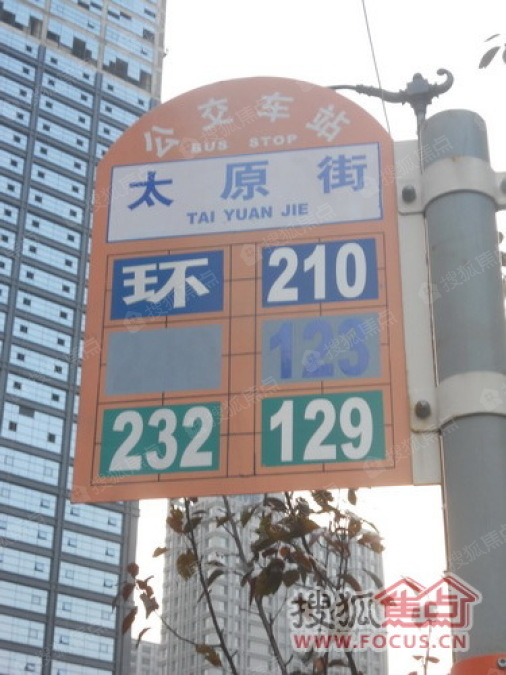 公交车站
BUS STOP
太原街
TAI YUAN JIE
环 210
123
232 129
搜狐焦点
WWW.FOCUS.CN